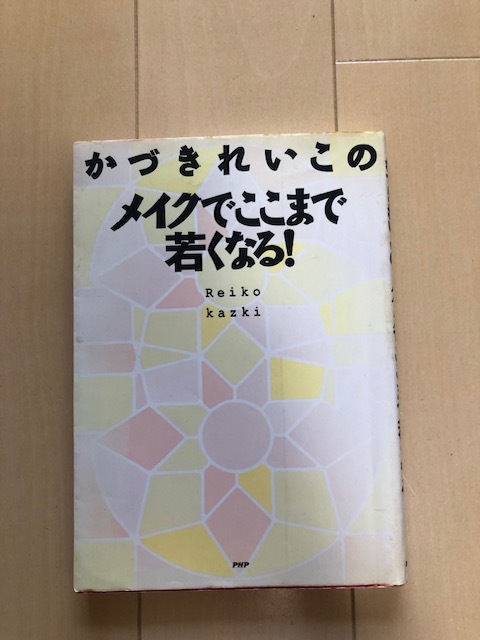 かづきれいこの
メイクでここまで
若くなる!
Reiko
kazki
PHP